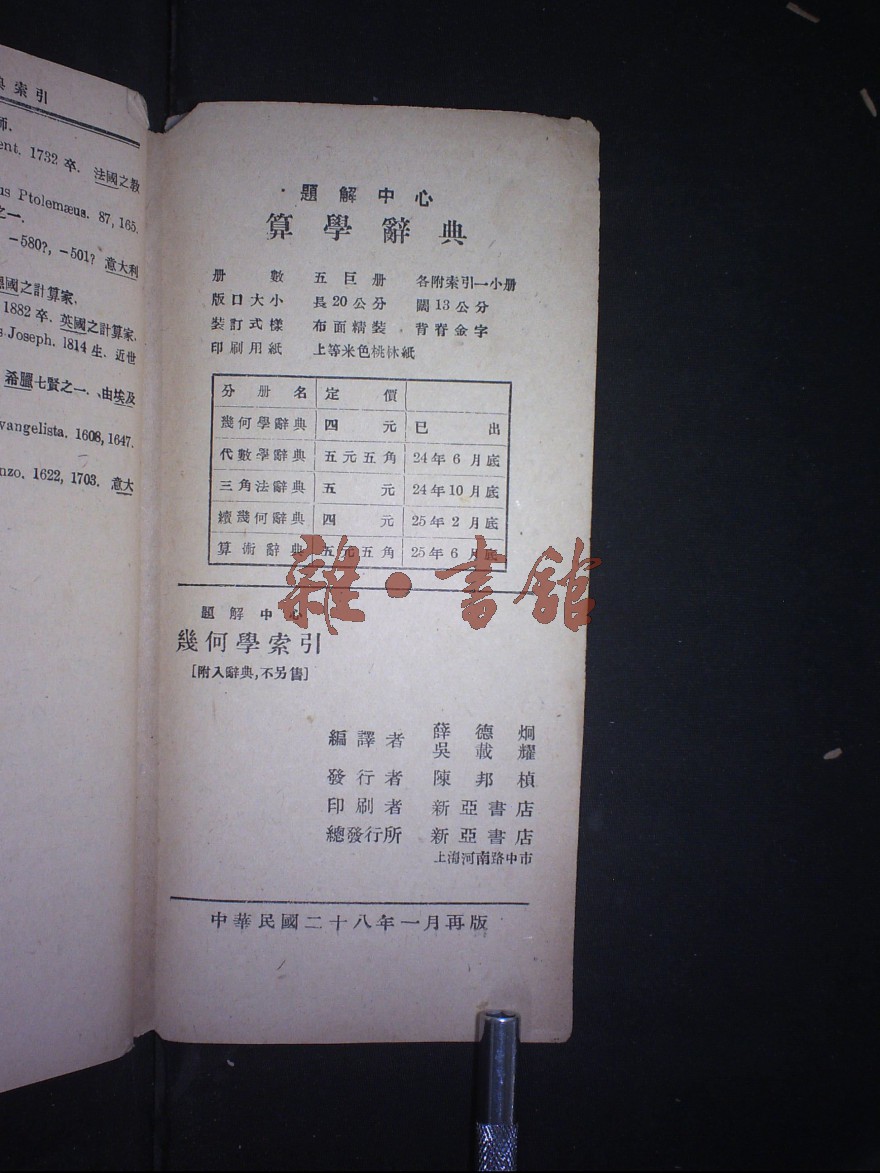 典索引
師.
ent. 1732 卒. 法國之教
us Ptolemæus. 87, 165.
之一.
-580?, -501? 意大利
國之計算家.
1882 卒. 英國之計算家.
s Joseph. 1814 生. 近世
希臘七賢之一. 由埃及
vangelista. 1608, 1647.
nzo. 1622, 1703. 意大
題解中心
算學辭典
册數 五巨册 各附索引一小册
版口大小 長20公分 闊13公分
裝訂式樣 布面精裝 背脊金字
印刷用紙 上等米色桃林紙
分册名 定價
幾何學辭典 四元 已出
代數學辭典 五元五角 24年6月底
三角法辭典 五元 24年10月底
續幾何辭典 四元 25年2月底
算術辭典 五元五角 25年6月底
雜·書館
題解中心
幾何學索引
[附入辭典,不另售]
編譯者 薛德炯
吳載耀
發行者 陳邦楨
印刷者 新亞書店
總發行所 新亞書店
上海河南路中市
中華民國二十八年一月再版